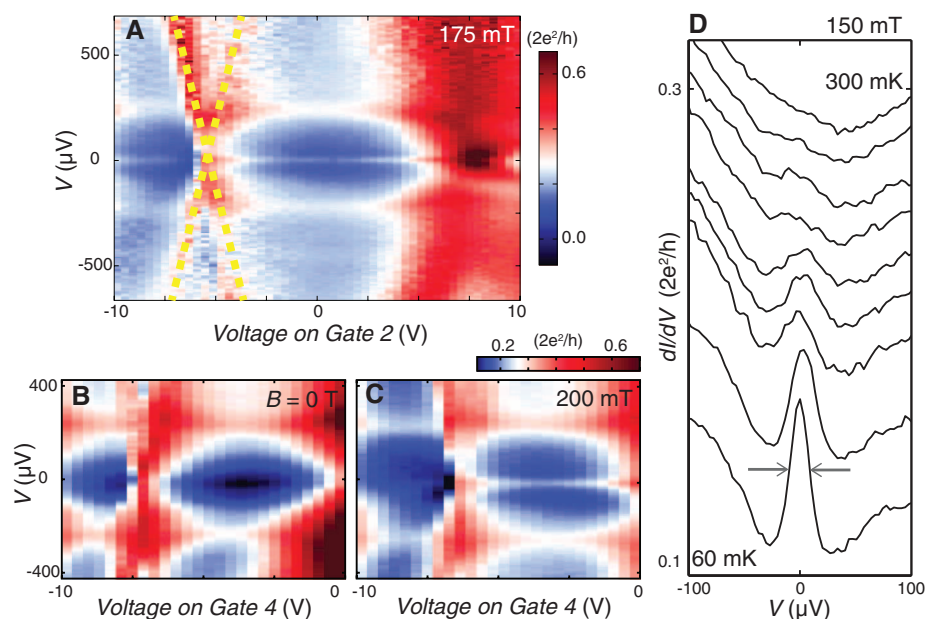 A
175 mT
(2e²/h)
0.6
0.0
500
0
-500
V (µV)
-10
0
10
Voltage on Gate 2 (V)
0.2
(2e²/h)
0.6
B
B = 0 T
400
0
-400
V (µV)
-10
0
Voltage on Gate 4 (V)
C
200 mT
-10
0
Voltage on Gate 4 (V)
D
150 mT
300 mK
0.3
dI/dV (2e²/h)
0.1
60 mK
-100
0
100
V (µV)